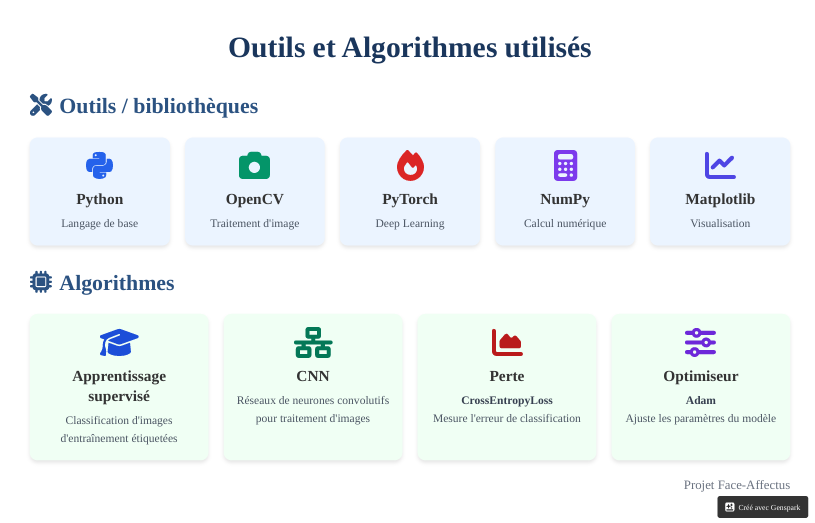 Outils et Algorithmes utilisés
Outils / bibliothèques
Python
Langage de base
OpenCV
Traitement d'image
PyTorch
Deep Learning
NumPy
Calcul numérique
Matplotlib
Visualisation
Algorithmes
Apprentissage
supervisé
Classification d'images
d'entraînement étiquetées
CNN
Réseaux de neurones convolutifs
pour traitement d'images
Perte
CrossEntropyLoss
Mesure l'erreur de classification
Optimiseur
Adam
Ajuste les paramètres du modèle
Projet Face-Affectus
Créé avec Genspark